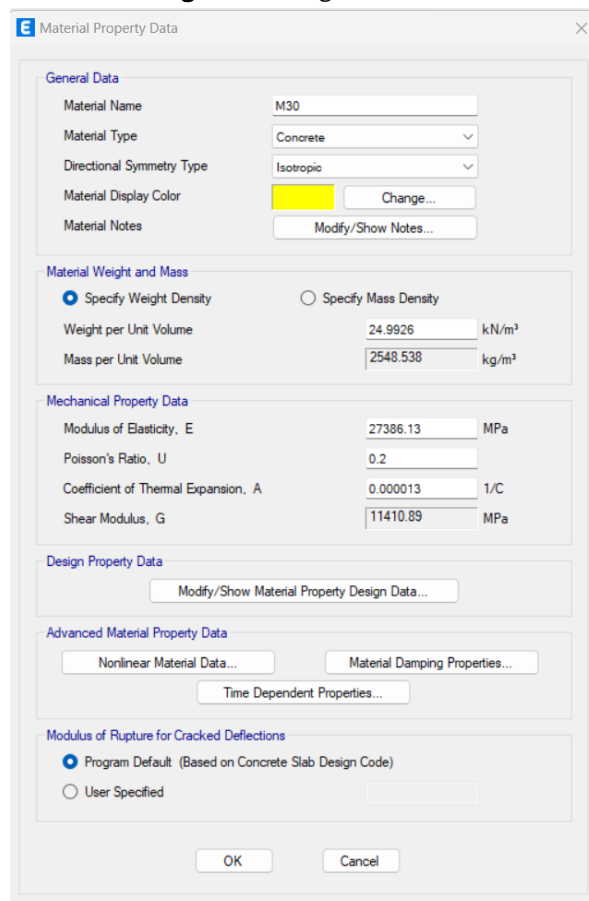 E Material Property Data
General Data
Material Name M30
Material Type Concrete
Directional Symmetry Type Isotropic
Material Display Color Change...
Material Notes Modify/Show Notes...
Material Weight and Mass
Specify Weight Density Specify Mass Density
Weight per Unit Volume 24.9926 kN/m³
Mass per Unit Volume 2548.538 kg/m³
Mechanical Property Data
Modulus of Elasticity, E 27386.13 MPa
Poisson's Ratio, U 0.2
Coefficient of Thermal Expansion, A 0.000013 1/C
Shear Modulus, G 11410.89 MPa
Design Property Data
Modify/Show Material Property Design Data...
Advanced Material Property Data
Nonlinear Material Data... Material Damping Properties...
Time Dependent Properties...
Modulus of Rupture for Cracked Deflections
Program Default (Based on Concrete Slab Design Code)
User Specified
OK Cancel